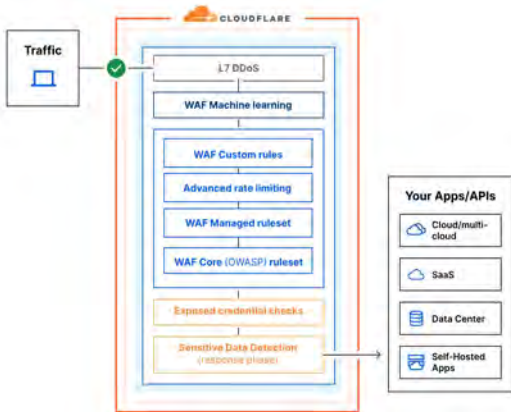 CLOUDFLARE
Traffic
L7 DDoS
WAF Machine learning
WAF Custom rules
Advanced rate limiting
WAF Managed ruleset
WAF Core (OWASP) ruleset
Exposed credential checks
Sensitive Data Detection
(response phase)
Your Apps/APIs
Cloud/multi-
cloud
SaaS
Data Center
Self-Hosted
Apps